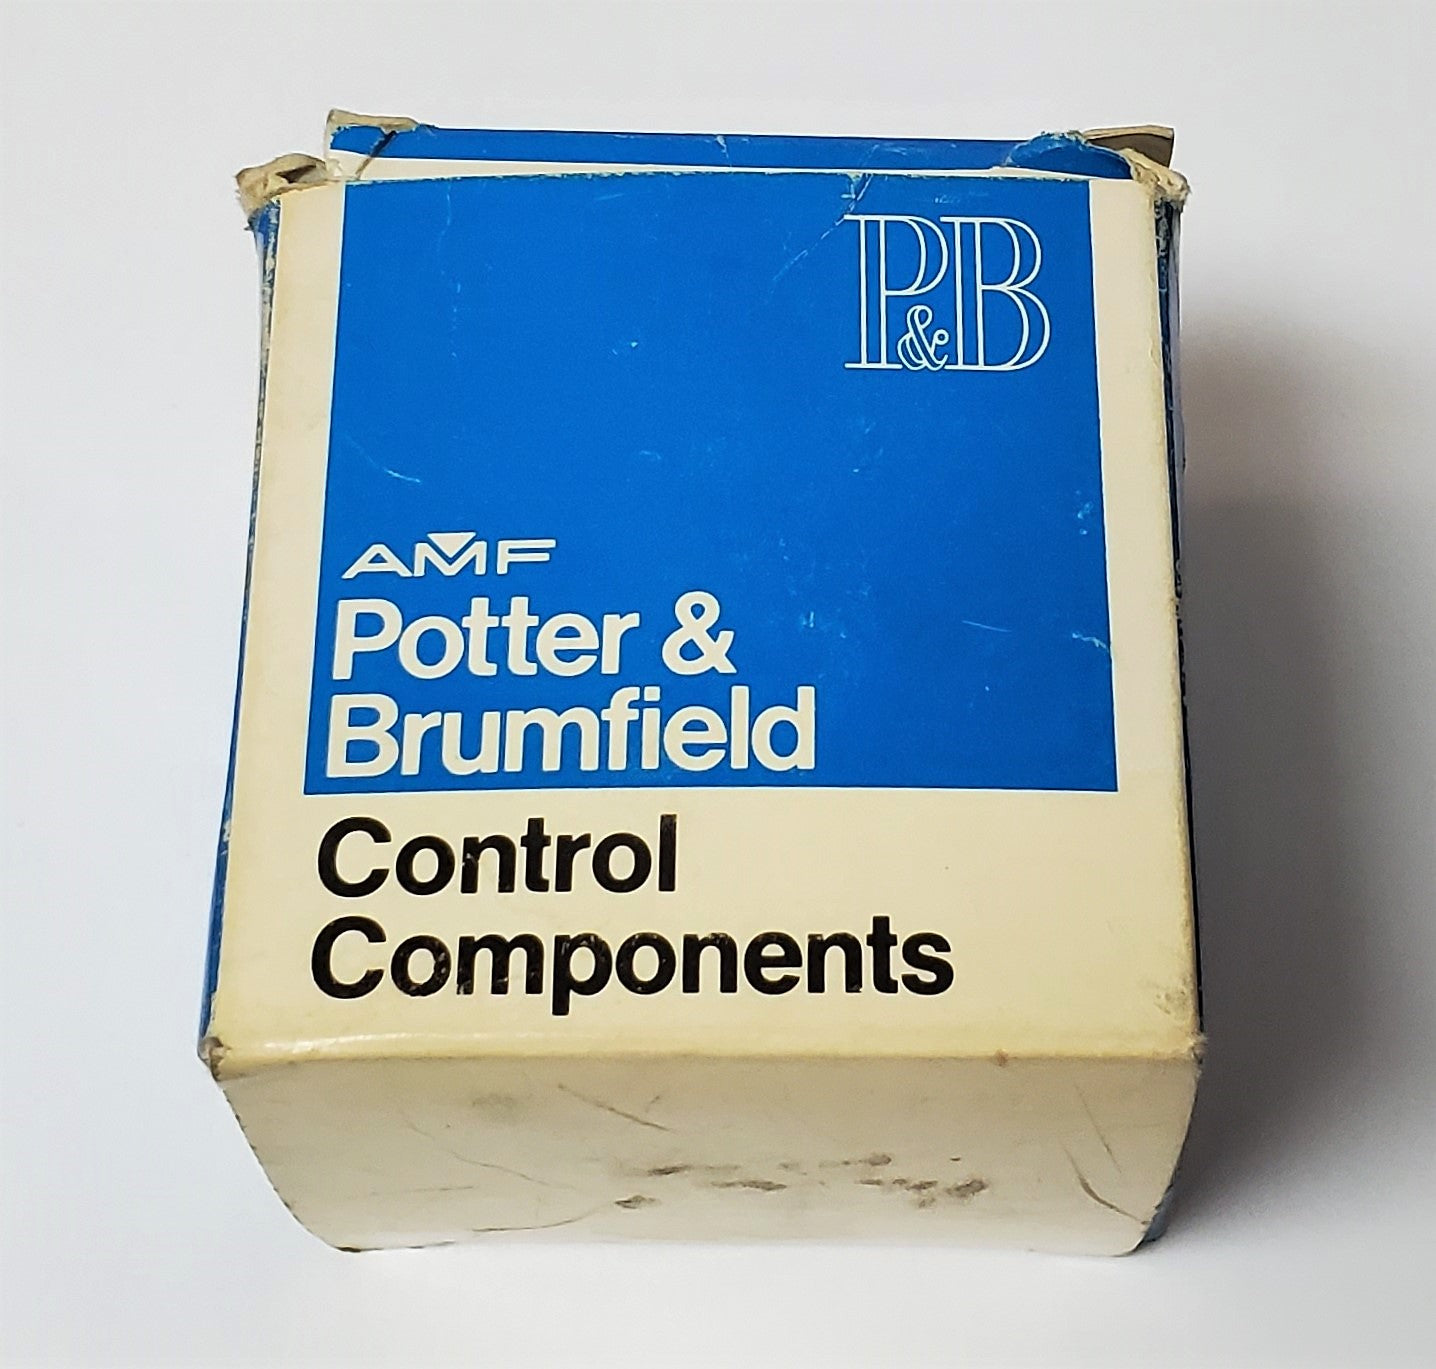 P&B
AMF
Potter &
Brumfield
Control
Components